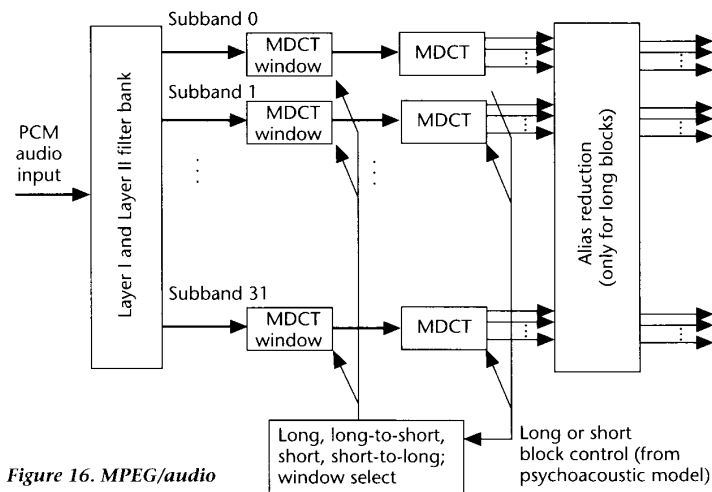 Subband 0
MDCT
window
MDCT
Subband 1
MDCT
window
MDCT
PCM
audio
input
Layer I and Layer II filter bank
Alias reduction
(only for long blocks)
Subband 31
MDCT
window
MDCT
Long, long-to-short,
short, short-to-long;
window select
Long or short
block control (from
psychoacoustic model)
Figure 16. MPEG/audio